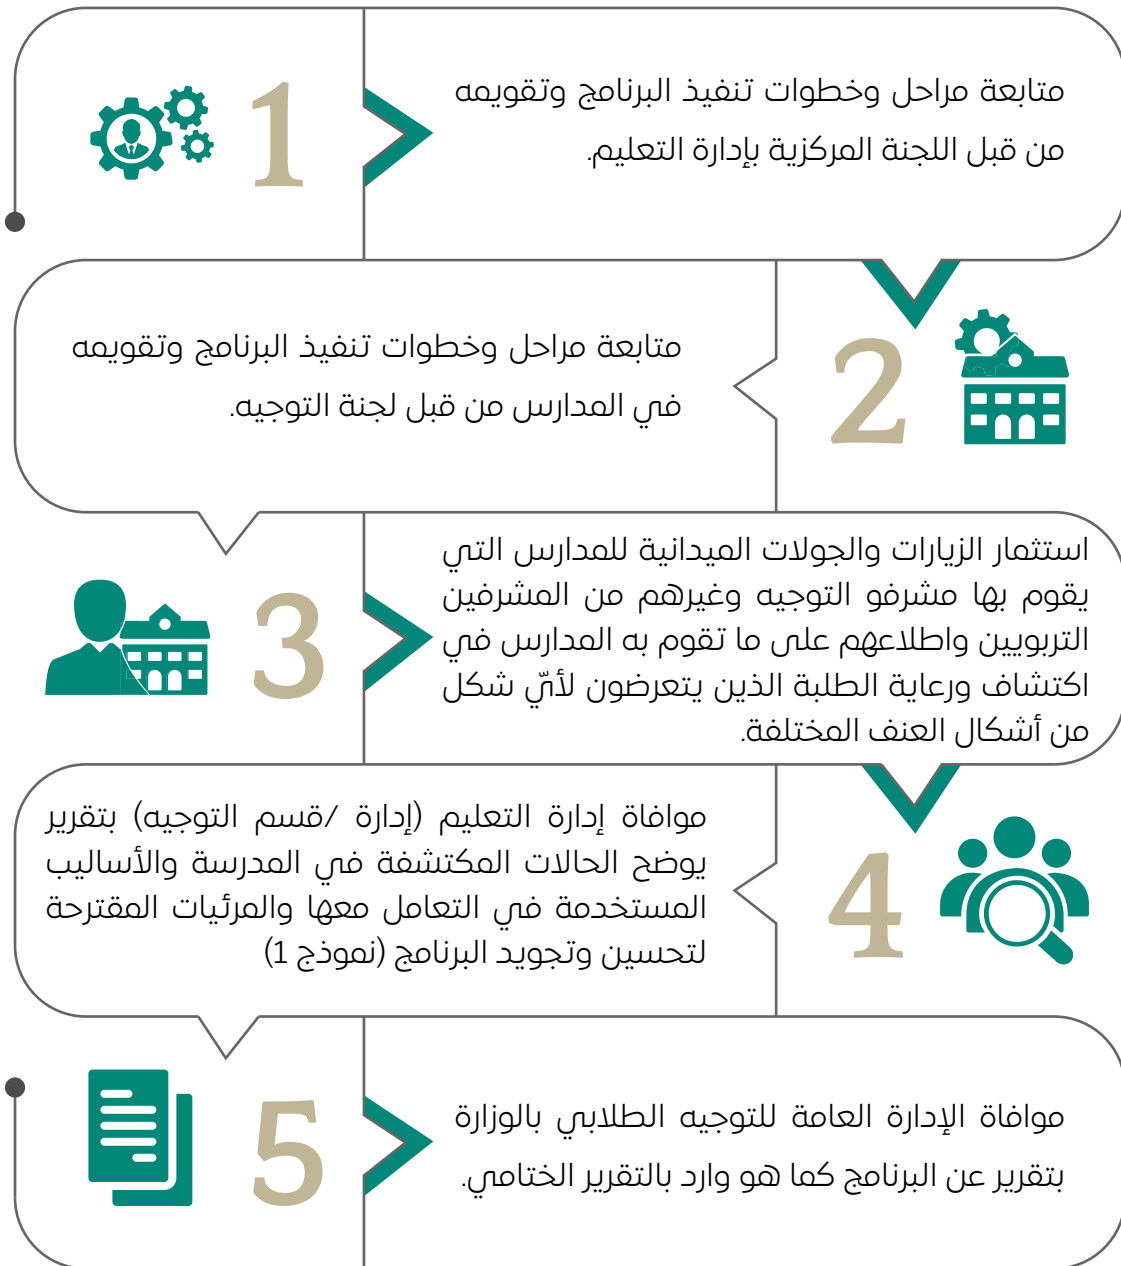 1
متابعة مراحل وخطوات تنفيذ البرنامج وتقويمه
من قبل اللجنة المركزية بإدارة التعليم.
2
متابعة مراحل وخطوات تنفيذ البرنامج وتقويمه
في المدارس من قبل لجنة التوجيه.
3
استثمار الزيارات والجولات الميدانية للمدارس التي
يقوم بها مشرفو التوجيه وغيرهم من المشرفين
التربويين واطلاعهم على ما تقوم به المدارس في
اكتشاف ورعاية الطلبة الذين يتعرضون لأيّ شكل
من أشكال العنف المختلفة.
4
موافاة إدارة التعليم (إدارة /قسم التوجيه) بتقرير
يوضح الحالات المكتشفة في المدرسة والأساليب
المستخدمة في التعامل معها والمرئيات المقترحة
لتحسين وتجويد البرنامج (نموذج 1)
5
موافاة الإدارة العامة للتوجيه الطلابي بالوزارة
بتقرير عن البرنامج كما هو وارد بالتقرير الختامي.